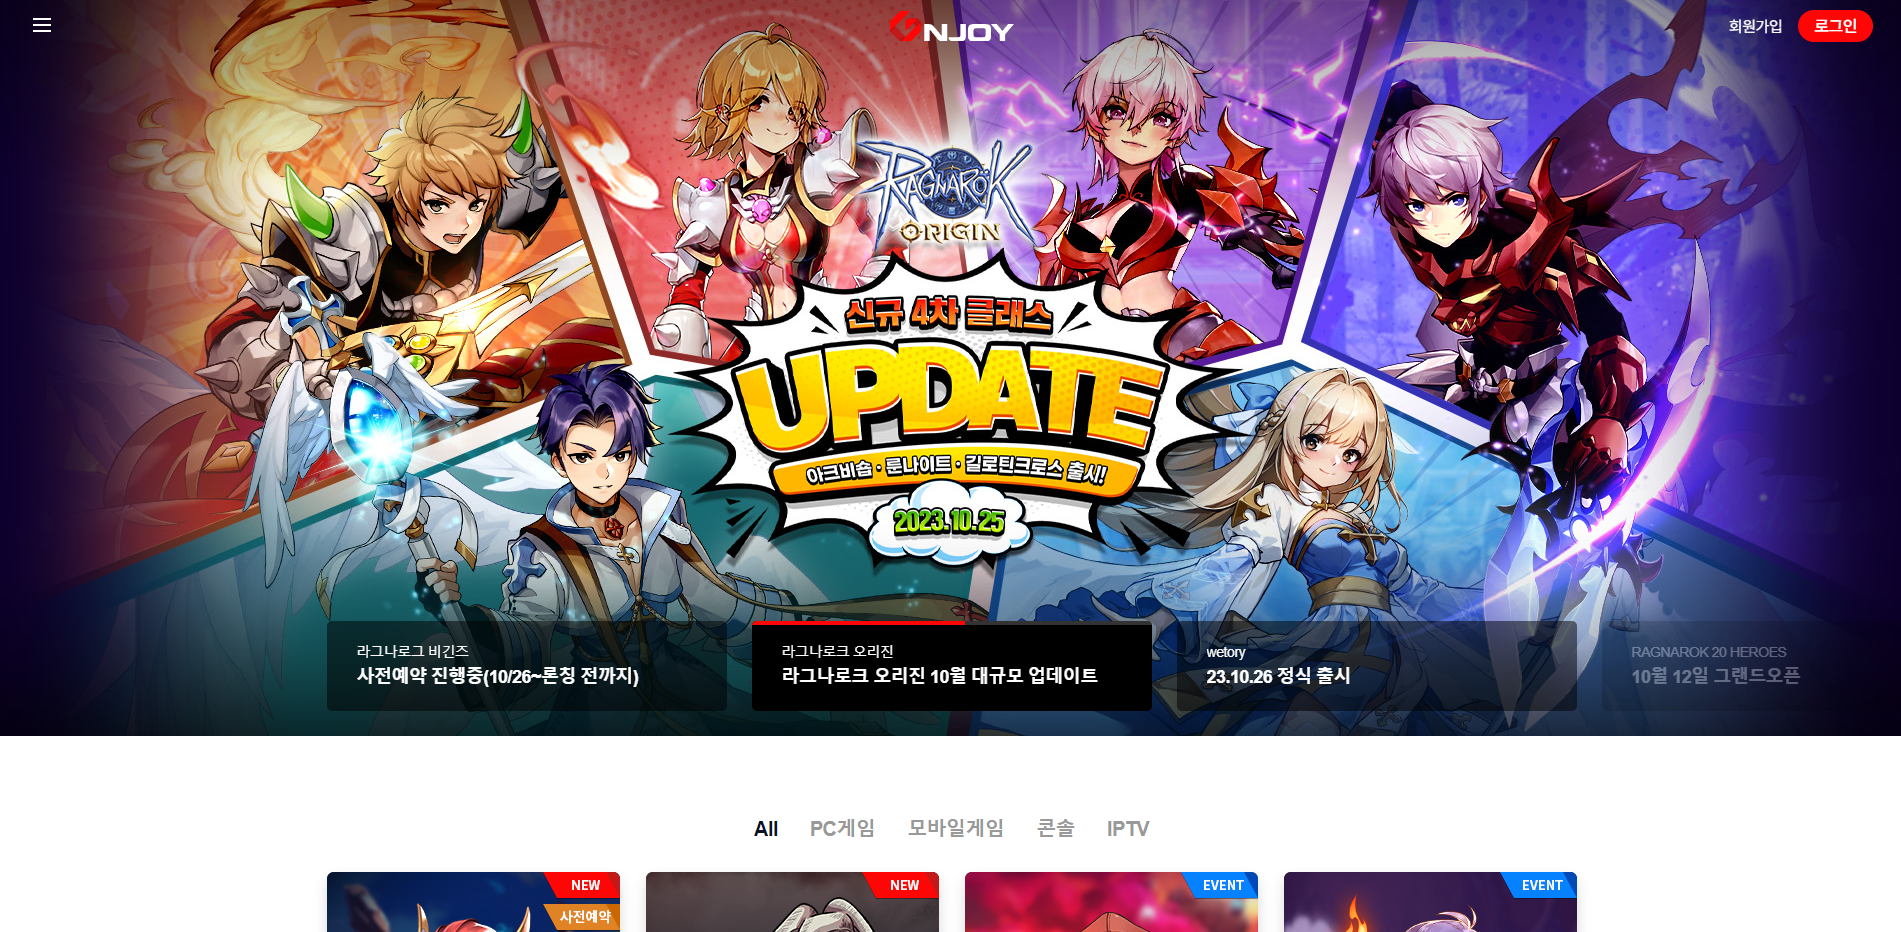 GNJOY
회원가입
로그인
RAGNARÖK
ORIGIN
신규 4차 클래스
UPDATE
아크비숍·룬나이트·길로틴크로스 출시!
2023.10.25
라그나로그 비긴즈
사전예약 진행중(10/26~론칭 전까지)
라그나로크 오리진
라그나로크 오리진 10월 대규모 업데이트
wetory
23.10.26 정식 출시
RAGNAROK 20 HEROES
10월 12일 그랜드오픈
All
PC게임
모바일게임
콘솔
IPTV
NEW
사전예약
NEW
EVENT
EVENT